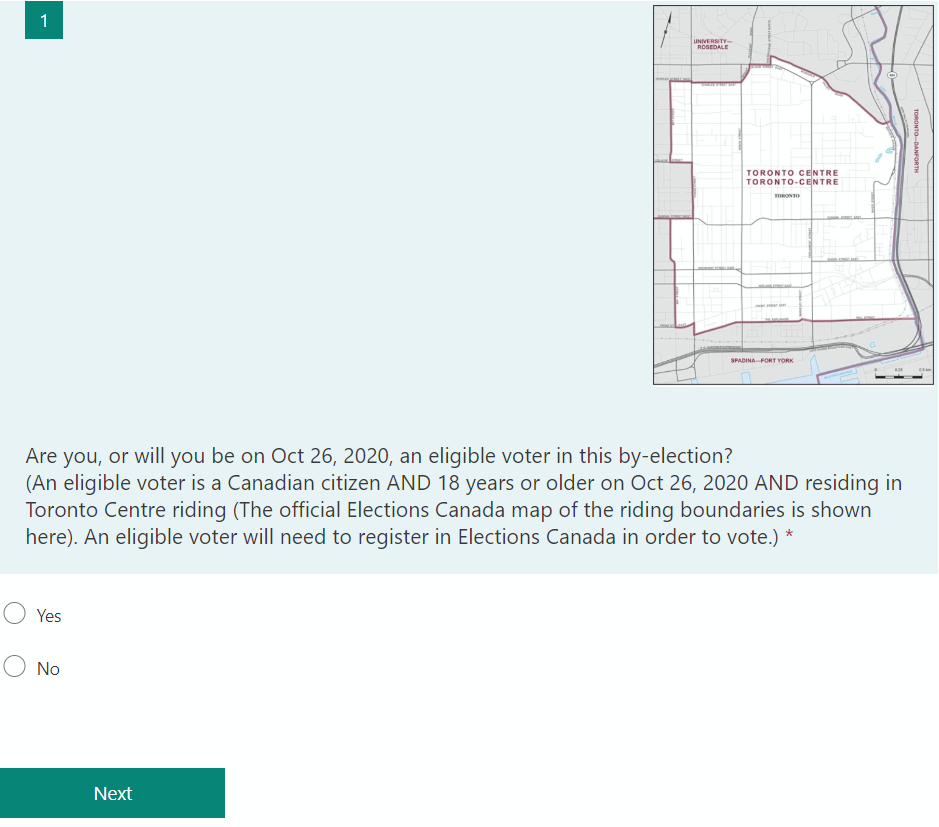 1
UNIVERSITY—
ROSEDALE
TORONTO—DANFORTH
TORONTO CENTRE
TORONTO-CENTRE
TORONTO
SPADINA—FORT YORK
Are you, or will you be on Oct 26, 2020, an eligible voter in this by-election?
(An eligible voter is a Canadian citizen AND 18 years or older on Oct 26, 2020 AND residing in
Toronto Centre riding (The official Elections Canada map of the riding boundaries is shown
here). An eligible voter will need to register in Elections Canada in order to vote.) *
Yes
No
Next